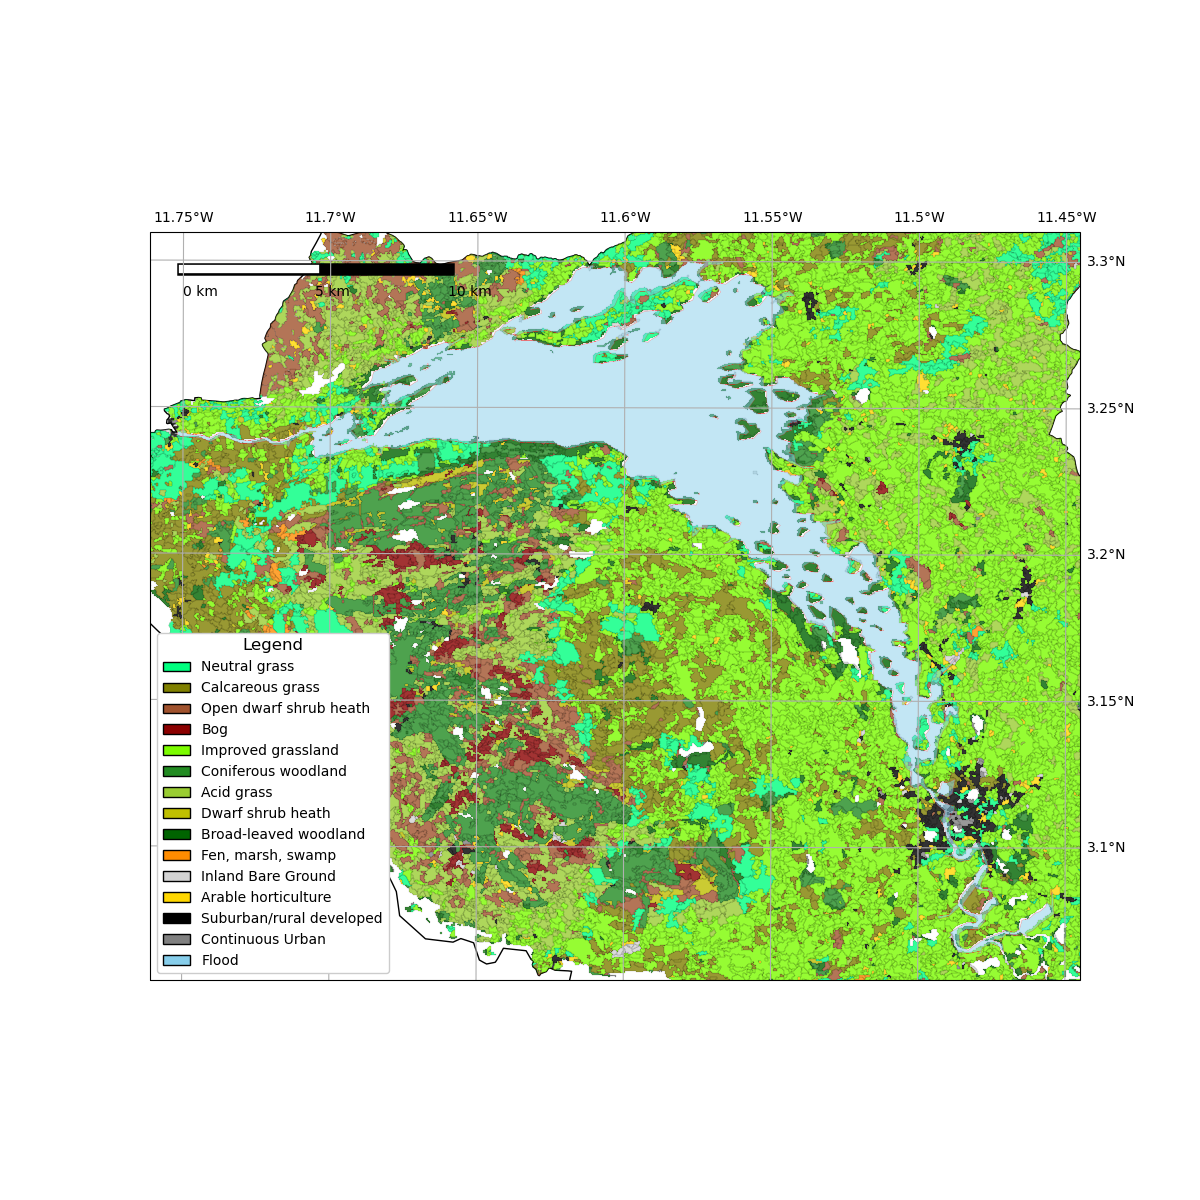 11.75°W 11.7°W 11.65°W 11.6°W 11.55°W 11.5°W 11.45°W
3.3°N
0 km 5 km 10 km
3.25°N
3.2°N
3.15°N
3.1°N
Legend
Neutral grass
Calcareous grass
Open dwarf shrub heath
Bog
Improved grassland
Coniferous woodland
Acid grass
Dwarf shrub heath
Broad-leaved woodland
Fen, marsh, swamp
Inland Bare Ground
Arable horticulture
Suburban/rural developed
Continuous Urban
Flood